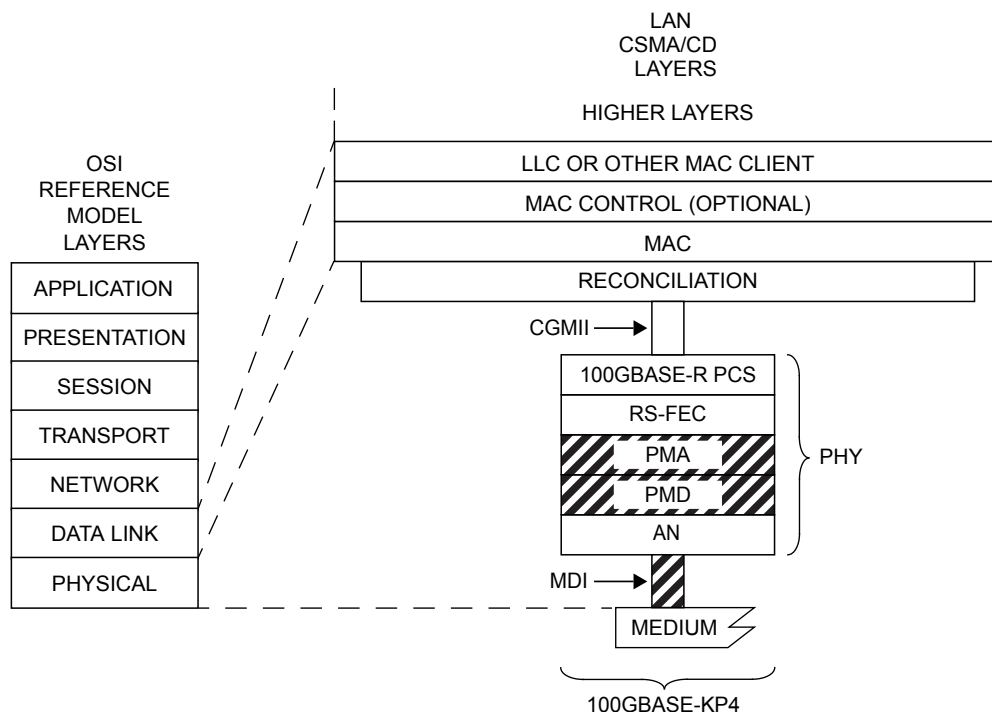 LAN
CSMA/CD
LAYERS
HIGHER LAYERS
OSI
REFERENCE
MODEL
LAYERS
LLC OR OTHER MAC CLIENT
MAC CONTROL (OPTIONAL)
MAC
RECONCILIATION
APPLICATION
PRESENTATION
SESSION
TRANSPORT
NETWORK
DATA LINK
PHYSICAL
CGMII
100GBASE-R PCS
RS-FEC
PMA
PMD
AN
PHY
MDI
MEDIUM
100GBASE-KP4